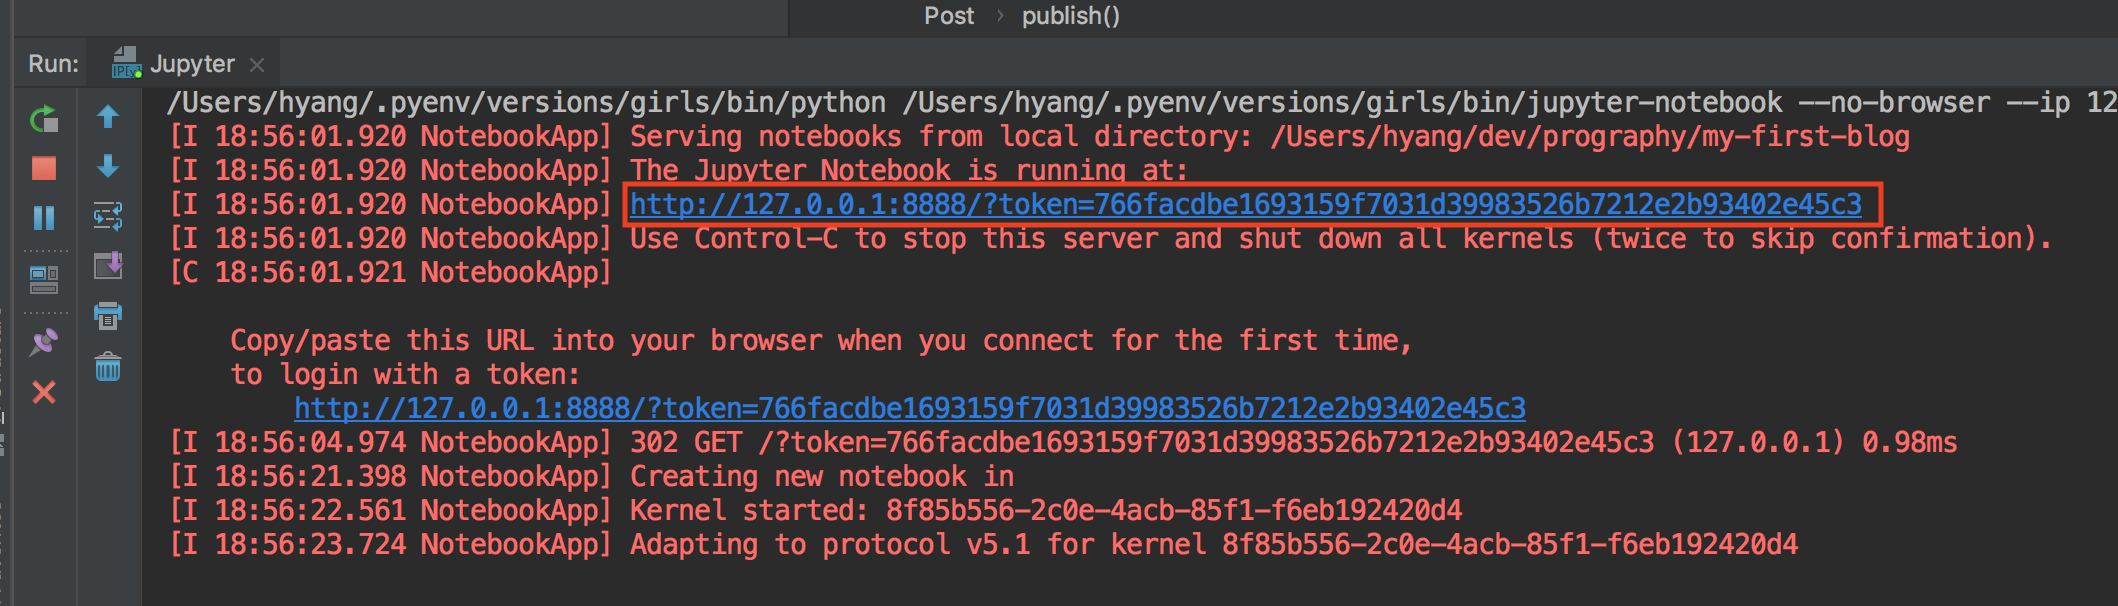 Post › publish()
Run: Jupyter
/Users/hyang/.pyenv/versions/girls/bin/python /Users/hyang/.pyenv/versions/girls/bin/jupyter-notebook --no-browser --ip 12
[I 18:56:01.920 NotebookApp] Serving notebooks from local directory: /Users/hyang/dev/prography/my-first-blog
[I 18:56:01.920 NotebookApp] The Jupyter Notebook is running at:
[I 18:56:01.920 NotebookApp] http://127.0.0.1:8888/?token=766facdbe1693159f7031d39983526b7212e2b93402e45c3
[I 18:56:01.920 NotebookApp] Use Control-C to stop this server and shut down all kernels (twice to skip confirmation).
[C 18:56:01.921 NotebookApp]
Copy/paste this URL into your browser when you connect for the first time,
to login with a token:
http://127.0.0.1:8888/?token=766facdbe1693159f7031d39983526b7212e2b93402e45c3
[I 18:56:04.974 NotebookApp] 302 GET /?token=766facdbe1693159f7031d39983526b7212e2b93402e45c3 (127.0.0.1) 0.98ms
[I 18:56:21.398 NotebookApp] Creating new notebook in
[I 18:56:22.561 NotebookApp] Kernel started: 8f85b556-2c0e-4acb-85f1-f6eb192420d4
[I 18:56:23.724 NotebookApp] Adapting to protocol v5.1 for kernel 8f85b556-2c0e-4acb-85f1-f6eb192420d4